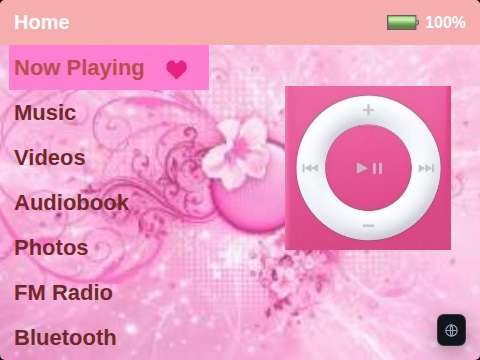 Home
100%
Now Playing
Music
Videos
Audiobook
Photos
FM Radio
Bluetooth